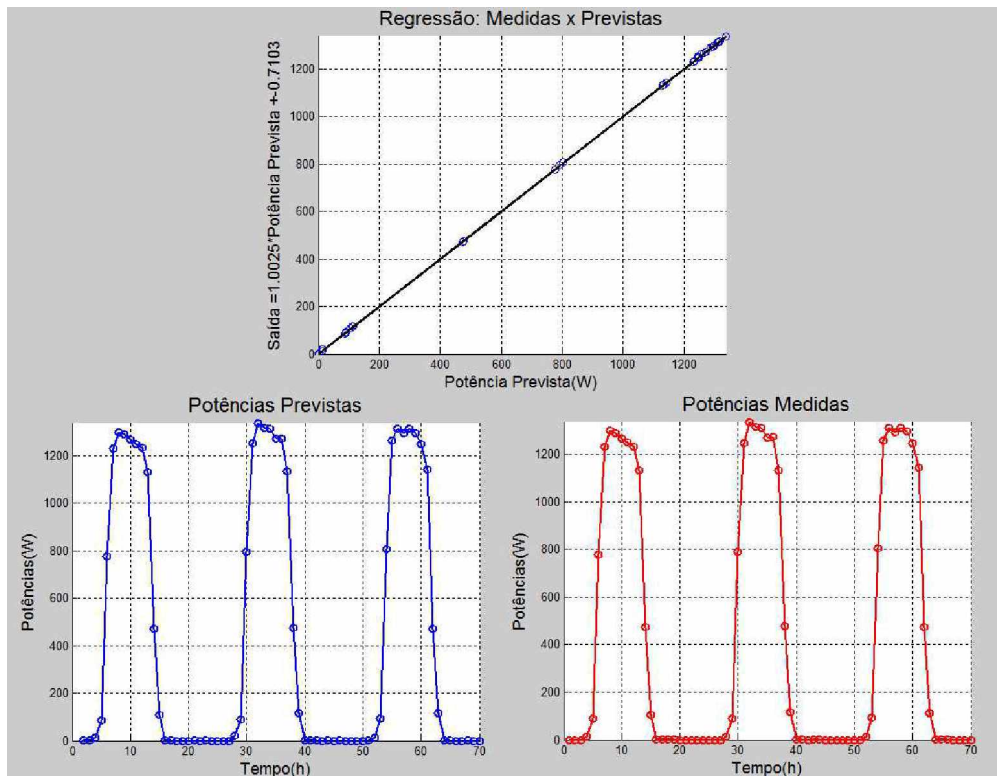 Regressão: Medidas x Previstas
Saída =1.0025*Potência Prevista +-0.7103
1200
1000
800
600
400
200
0
0 200 400 600 800 1000 1200
Potência Prevista(W)
Potências Previstas
Potências(W)
1200
1000
800
600
400
200
0
0 10 20 30 40 50 60 70
Tempo(h)
Potências Medidas
Potências(W)
1200
1000
800
600
400
200
0
0 10 20 30 40 50 60 70
Tempo(h)